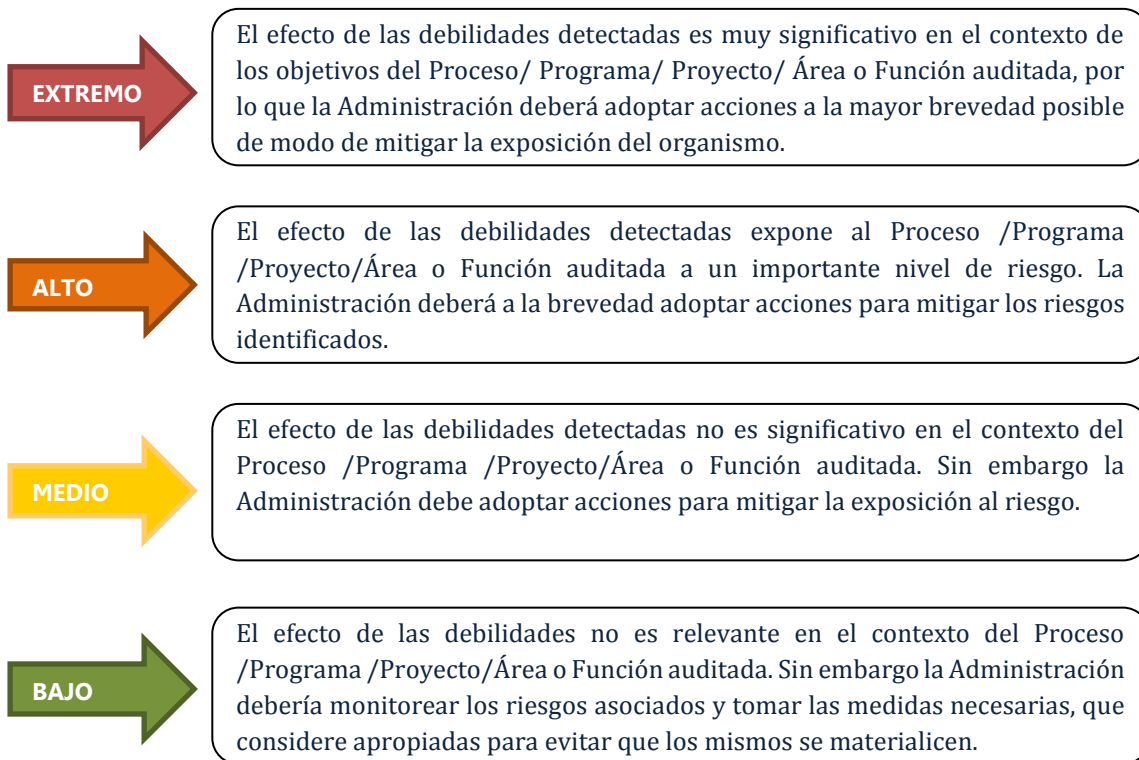 El efecto de las debilidades detectadas es muy significativo en el contexto de
los objetivos del Proceso/ Programa/ Proyecto/ Área o Función auditada, por
EXTREMO
lo que la Administración deberá adoptar acciones a la mayor brevedad posible
de modo de mitigar la exposición del organismo.
El efecto de las debilidades detectadas expone al Proceso /Programa
/Proyecto/Área o Función auditada a un importante nivel de riesgo. La
ALTO
Administración deberá a la brevedad adoptar acciones para mitigar los riesgos
identificados.
El efecto de las debilidades detectadas no es significativo en el contexto del
Proceso /Programa /Proyecto/Área o Función auditada. Sin embargo la
MEDIO
Administración debe adoptar acciones para mitigar la exposición al riesgo.
El efecto de las debilidades no es relevante en el contexto del Proceso
/Programa /Proyecto/Área o Función auditada. Sin embargo la Administración
BAJO
debería monitorear los riesgos asociados y tomar las medidas necesarias, que
considere apropiadas para evitar que los mismos se materialicen.